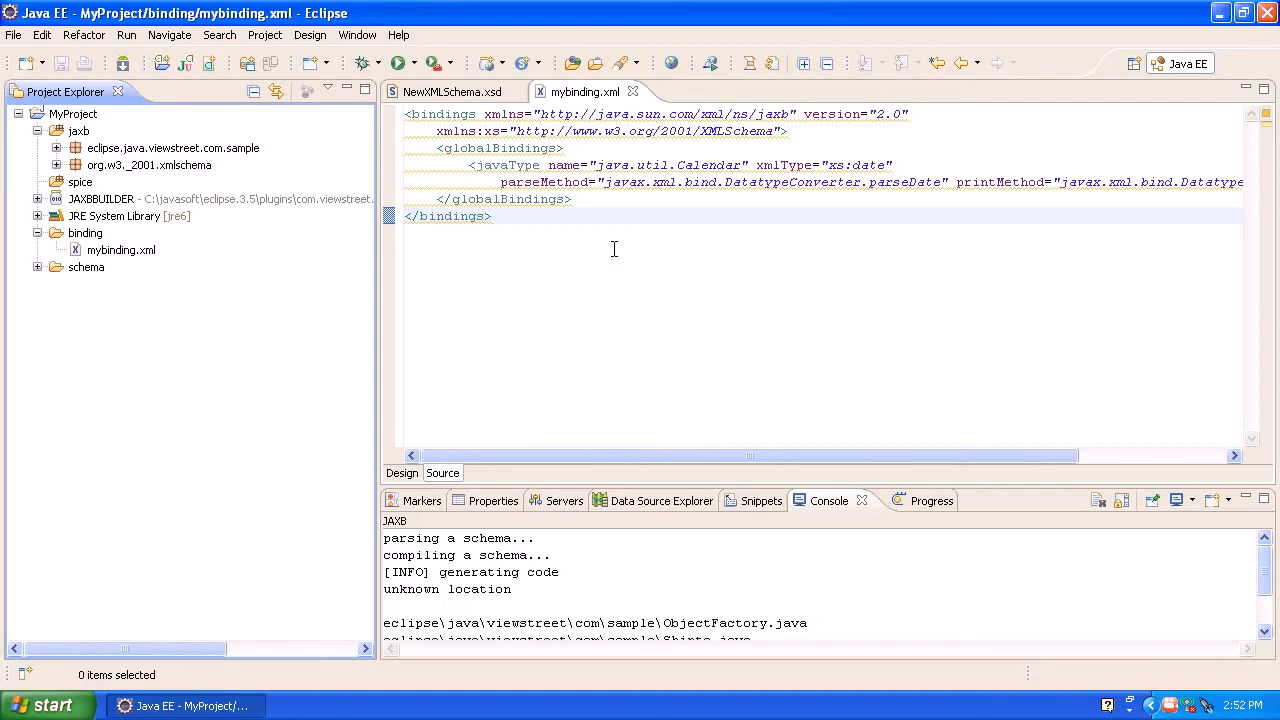 Java EE - MyProject/binding/mybinding.xml - Eclipse
File Edit Refactor Run Navigate Search Project Design Window Help
Java EE
Project Explorer
NewXMLSchema.xsd
mybinding.xml
MyProject
jaxb
eclipse.java.viewstreet.com.sample
org.w3._2001.xmlschema
spice
JAXBBUILDER - C:\javasoft\eclipse.3.5\plugins\com.viewstreet.
JRE System Library [jre6]
binding
mybinding.xml
schema
<bindings xmlns="http://java.sun.com/xml/ns/jaxb" version="2.0"
xmlns:xs="http://www.w3.org/2001/XMLSchema">
<globalBindings>
<javaType name="java.util.Calendar" xmlType="xs:date"
parseMethod="javax.xml.bind.DatatypeConverter.parseDate" printMethod="javax.xml.bind.Datatype
</globalBindings>
</bindings>
Design Source
Markers Properties Servers Data Source Explorer Snippets Console Progress
JAXB
parsing a schema...
compiling a schema...
[INFO] generating code
unknown location
eclipse\java\viewstreet\com\sample\ObjectFactory.java
eclipse\java\viewstreet\com\sample\Shipto.java
0 items selected
start
Java EE - MyProject/...
2:52 PM